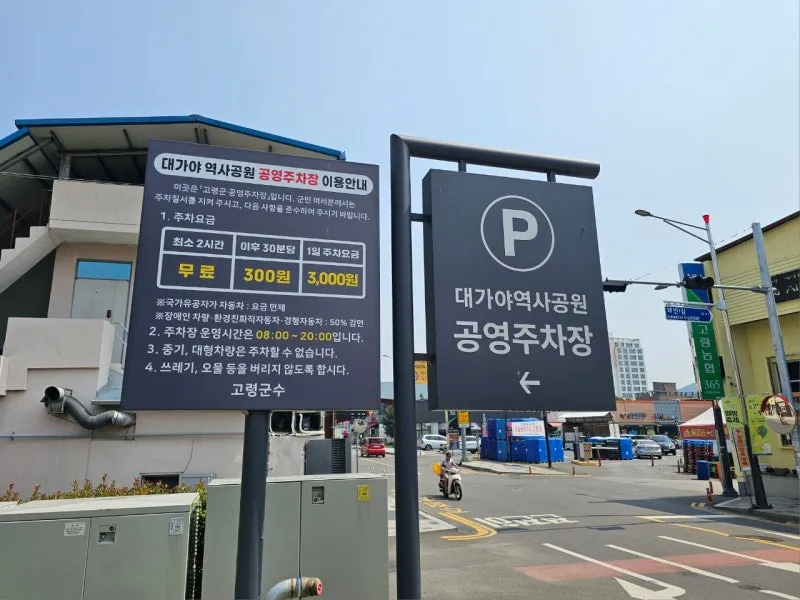 대가야 역사공원 공영주차장 이용안내
이곳은「고령군 공영주차장」입니다. 군민 여러분께서는
주차질서를 지켜 주시고, 다음 사항을 준수하여 주시기 바랍니다.
1. 주차요금
최소 2시간 이후 30분당 1일 주차요금
무료 300원 3,000원
※국가유공자가 자동차 : 요금 면제
※장애인 차량·환경친화적자동차·경형자동차 : 50% 감면
2. 주차장 운영시간은 08:00 ~ 20:00입니다.
3. 중기, 대형차량은 주차할 수 없습니다.
4. 쓰레기, 오물 등을 버리지 않도록 합시다.
고령군수
P
대가야역사공원
공영주차장
←
고령농협
365